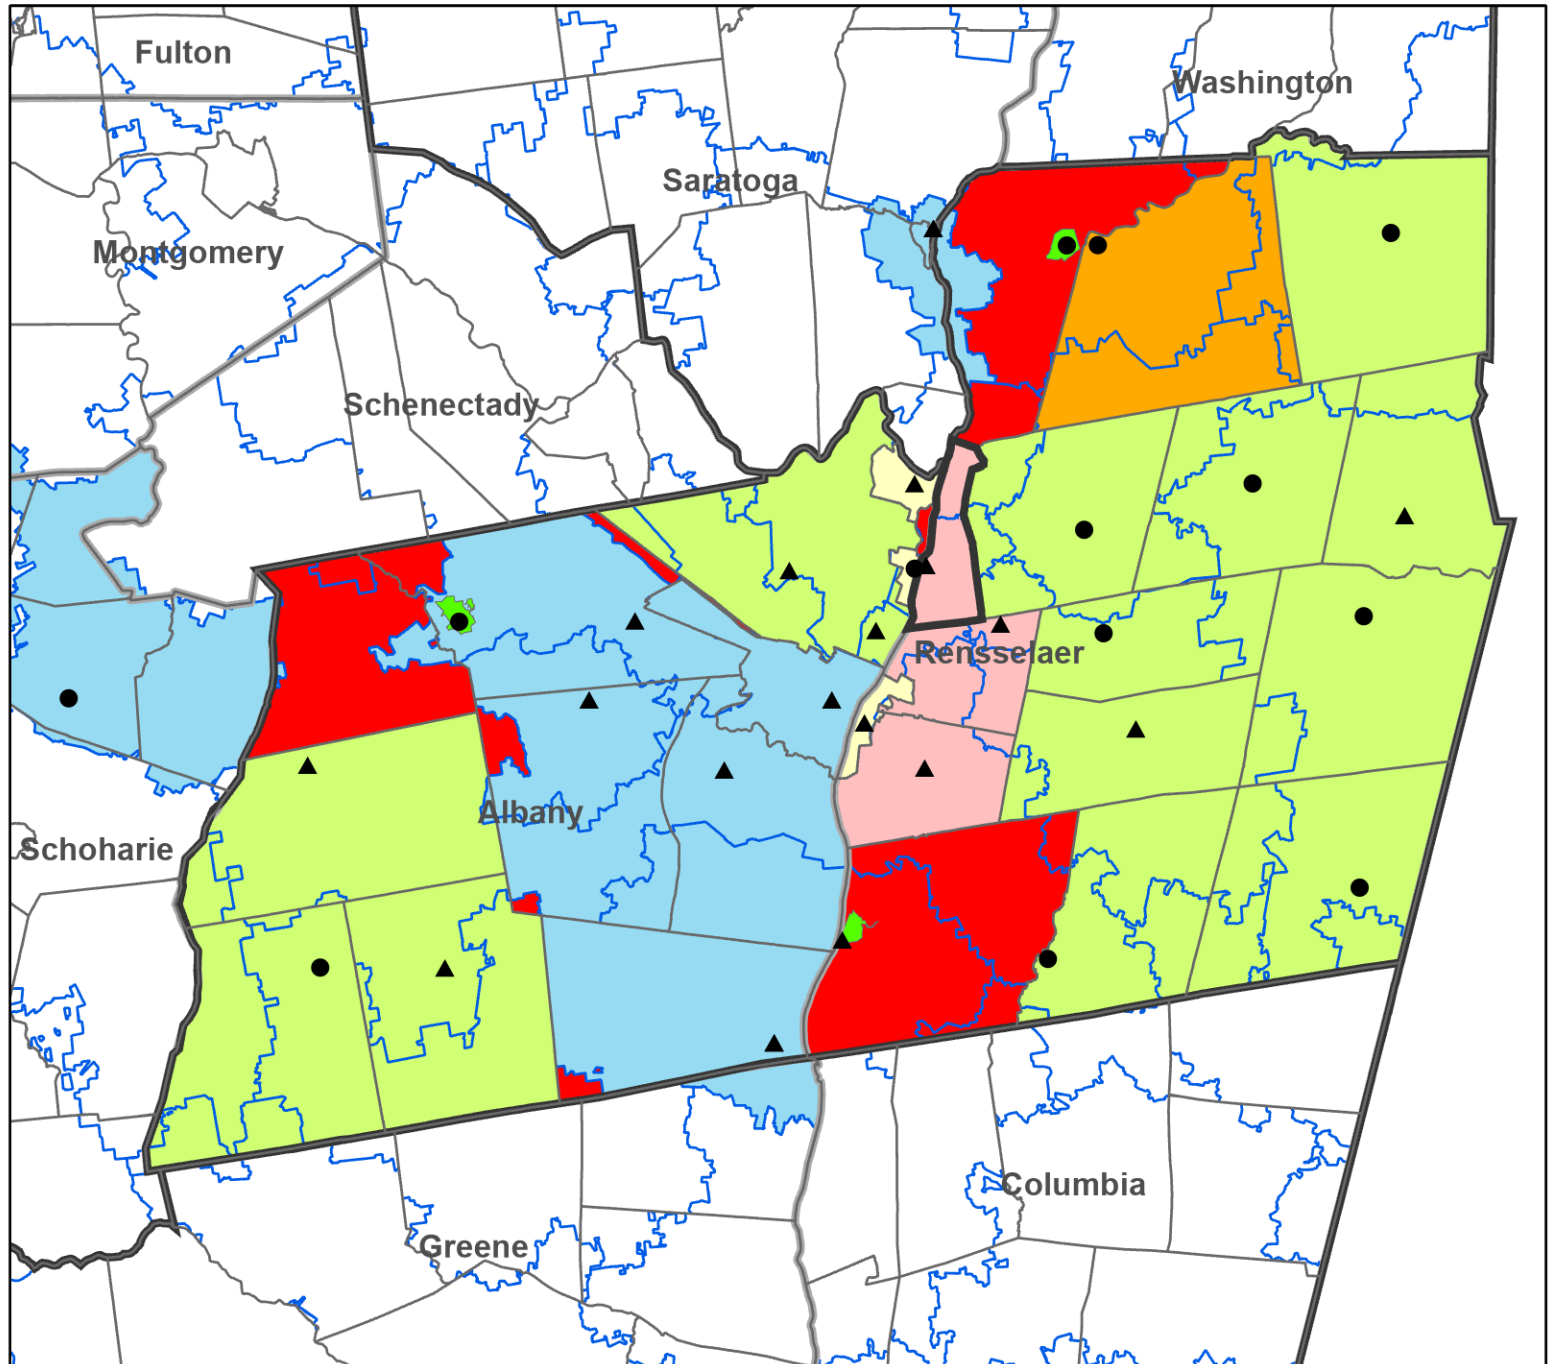 Fulton
Washington
Saratoga
Montgomery
Schenectady
Rensselaer
Albany
Schoharie
Columbia
Greene